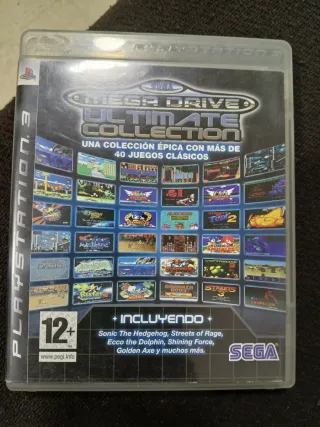 PLAYSTATION 3
PLAYSTATION.3
SEGA
MEGA DRIVE
ULTIMATE
COLLECTION
UNA COLECCIÓN ÉPICA CON MÁS DE
40 JUEGOS CLÁSICOS
INCLUYENDO
Sonic The Hedgehog, Streets of Rage,
Ecco the Dolphin, Shining Force,
Golden Axe y muchos más.
12+
www.pegi.info
SEGA